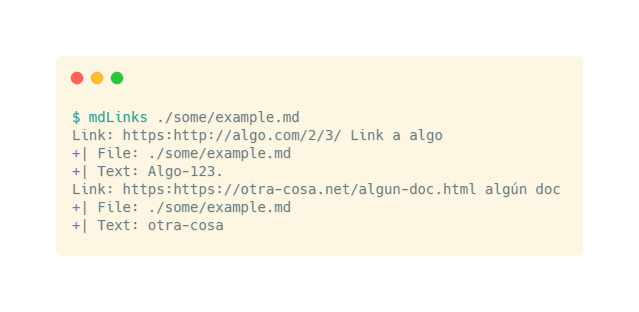 $ mdLinks ./some/example.md
Link: https:http://algo.com/2/3/ Link a algo
+| File: ./some/example.md
+| Text: Algo-123.
Link: https:https://otra-cosa.net/algun-doc.html algún doc
+| File: ./some/example.md
+| Text: otra-cosa